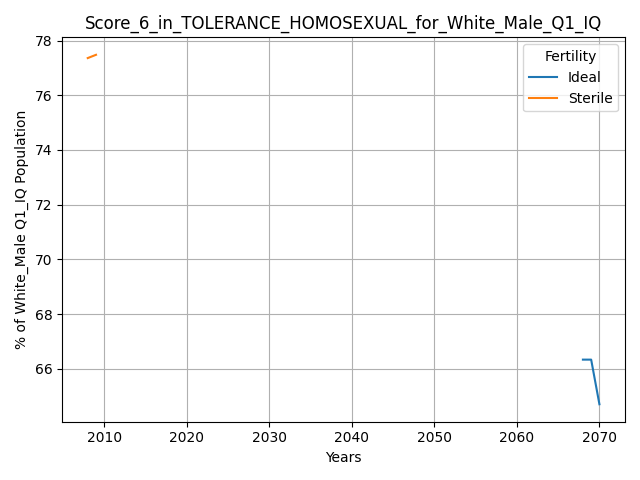 Score_6_in_TOLERANCE_HOMOSEXUAL_for_White_Male_Q1_IQ
% of White_Male Q1_IQ Population
78
76
74
72
70
68
66
Fertility
Ideal
Sterile
2010 2020 2030 2040 2050 2060 2070
Years